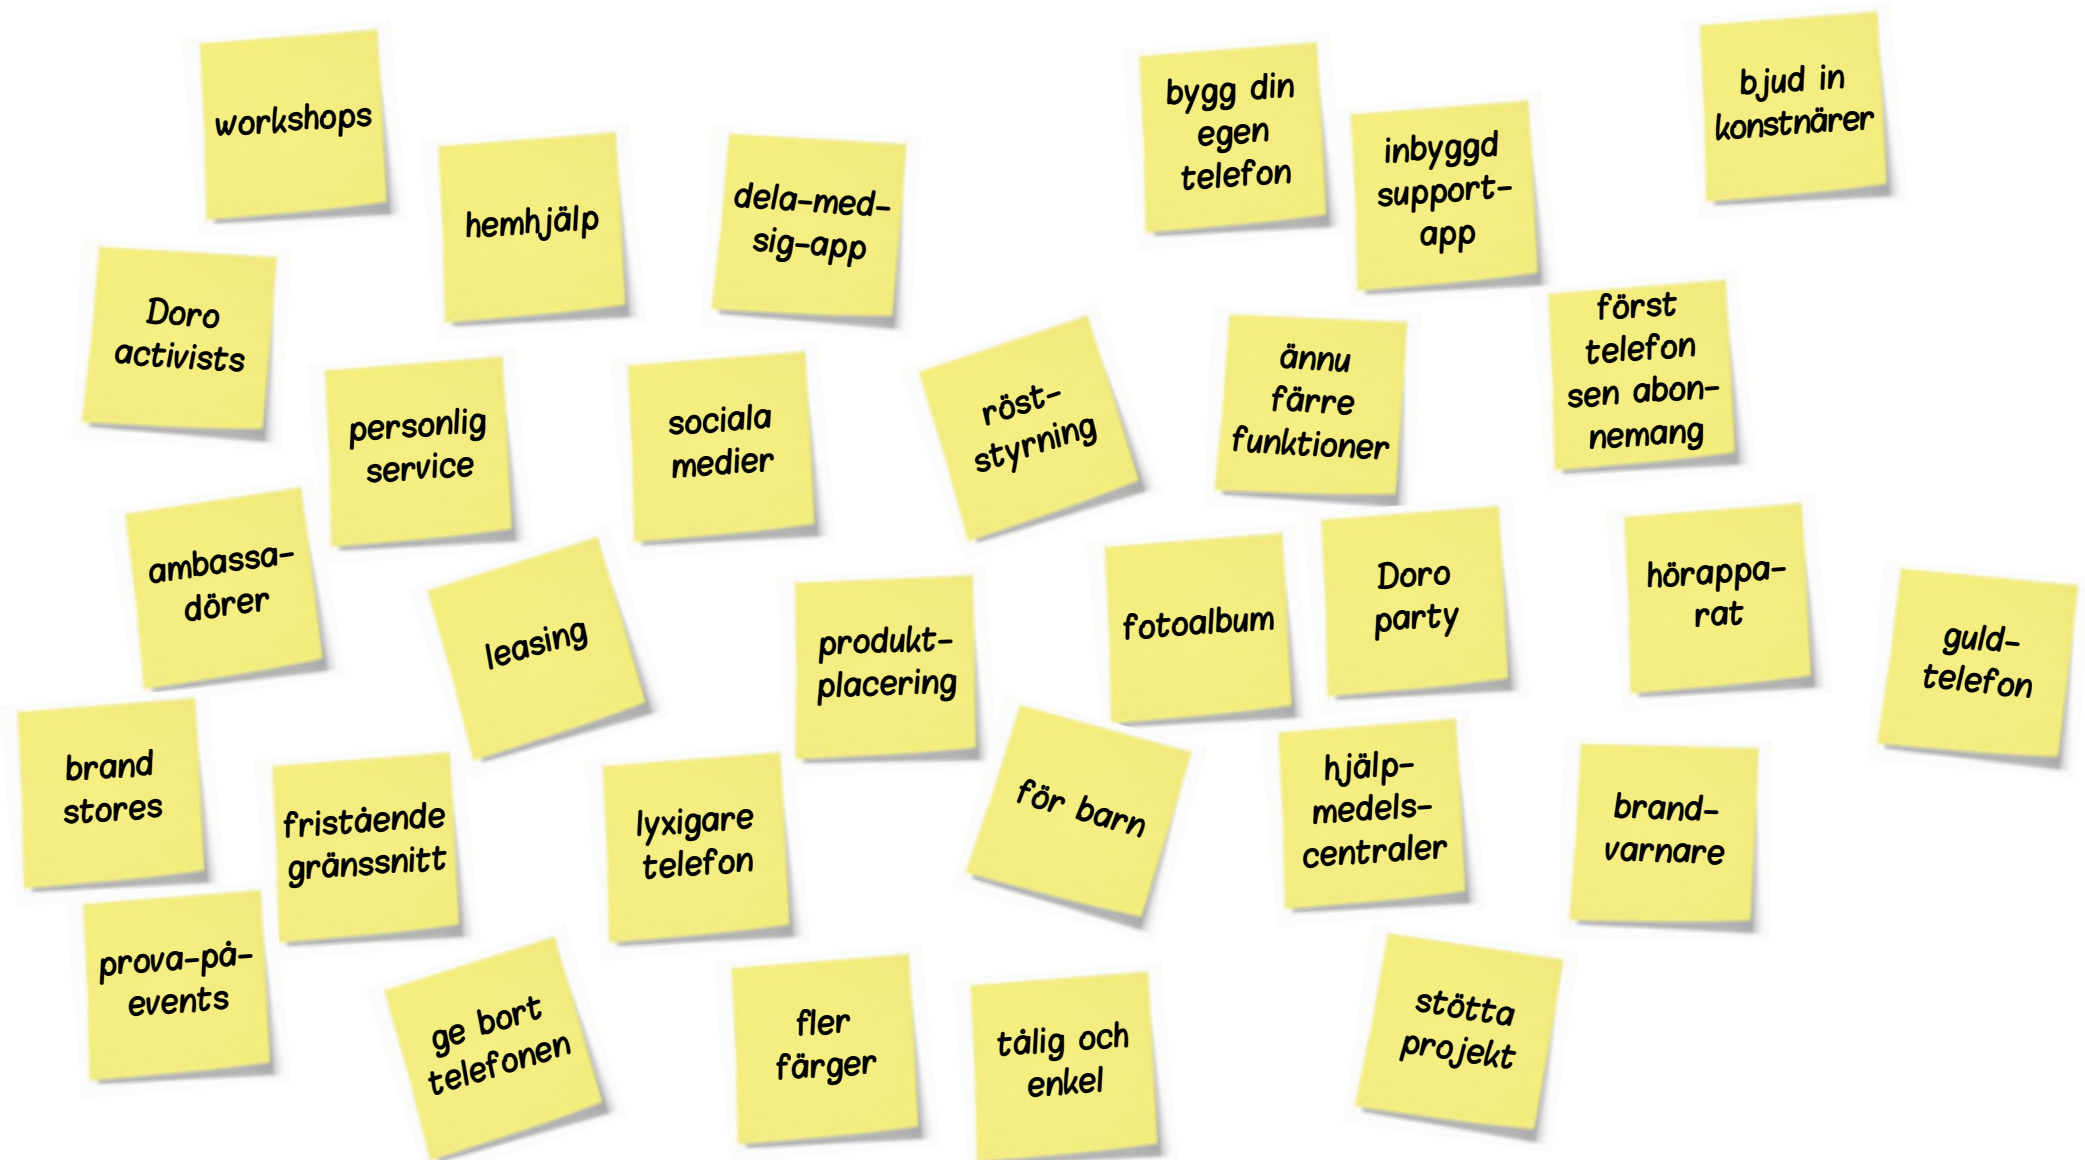 workshops
hemhjälp
dela-med-
sig-app
bygg din
egen
telefon
inbyggd
support-
app
bjud in
konstnärer
Doro
activists
personlig
service
sociala
medier
röst-
styrning
ännu
färre
funktioner
först
telefon
sen abon-
nemang
ambassa-
dörer
leasing
produkt-
placering
fotoalbum
Doro
party
hörappa-
rat
guld-
telefon
brand
stores
fristående
gränssnitt
lyxigare
telefon
för barn
hjälp-
medels-
centraler
brand-
varnare
prova-på-
events
ge bort
telefonen
fler
färger
tålig och
enkel
stötta
projekt